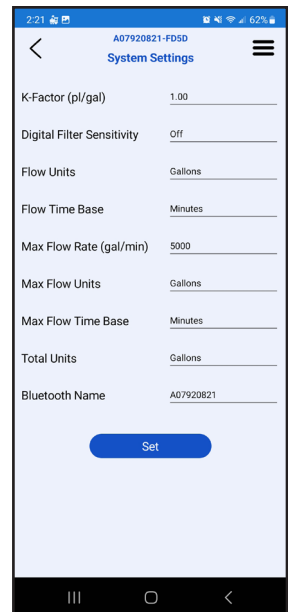 2:21 62%
A07920821-FD5D
System Settings
K-Factor (pl/gal) 1.00
Digital Filter Sensitivity Off
Flow Units Gallons
Flow Time Base Minutes
Max Flow Rate (gal/min) 5000
Max Flow Units Gallons
Max Flow Time Base Minutes
Total Units Gallons
Bluetooth Name A07920821
Set